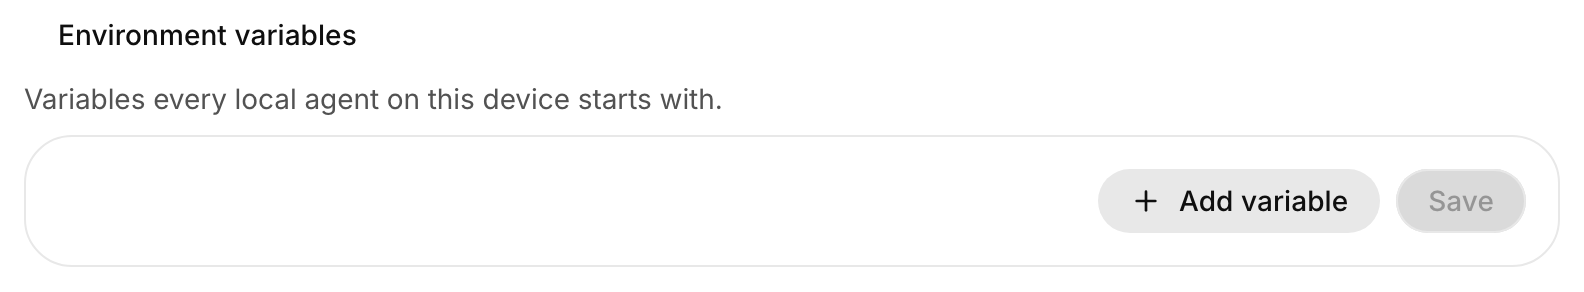 Environment variables
Variables every local agent on this device starts with.
Add variable
Save